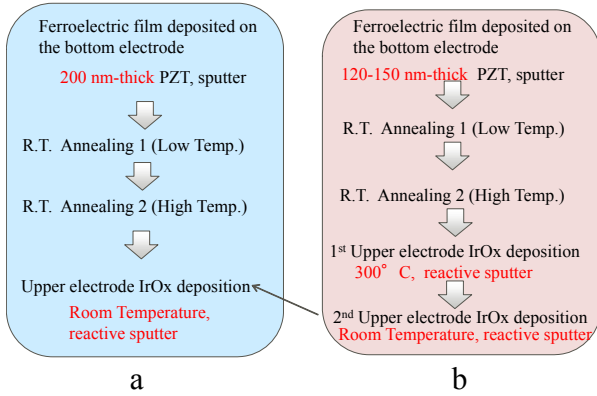 Ferroelectric film deposited on
the bottom electrode
200 nm-thick PZT, sputter
R.T. Annealing 1 (Low Temp.)
R.T. Annealing 2 (High Temp.)
Upper electrode IrOx deposition
Room Temperature,
reactive sputter
a
Ferroelectric film deposited on
the bottom electrode
120-150 nm-thick PZT, sputter
R.T. Annealing 1 (Low Temp.)
R.T. Annealing 2 (High Temp.)
1st Upper electrode IrOx deposition
300° C, reactive sputter
2nd Upper electrode IrOx deposition
Room Temperature, reactive sputter
b